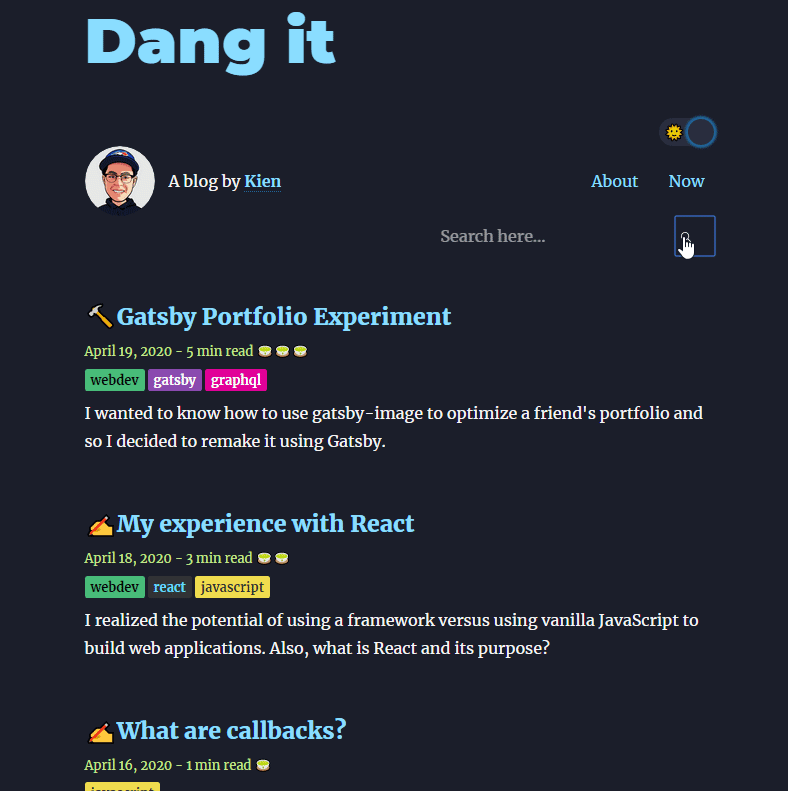 Dang it
A blog by Kien
About Now
Search here...
Gatsby Portfolio Experiment
April 19, 2020 - 5 min read
webdev gatsby graphql
I wanted to know how to use gatsby-image to optimize a friend's portfolio and
so I decided to remake it using Gatsby.
My experience with React
April 18, 2020 - 3 min read
webdev react javascript
I realized the potential of using a framework versus using vanilla JavaScript to
build web applications. Also, what is React and its purpose?
What are callbacks?
April 16, 2020 - 1 min read
javascript